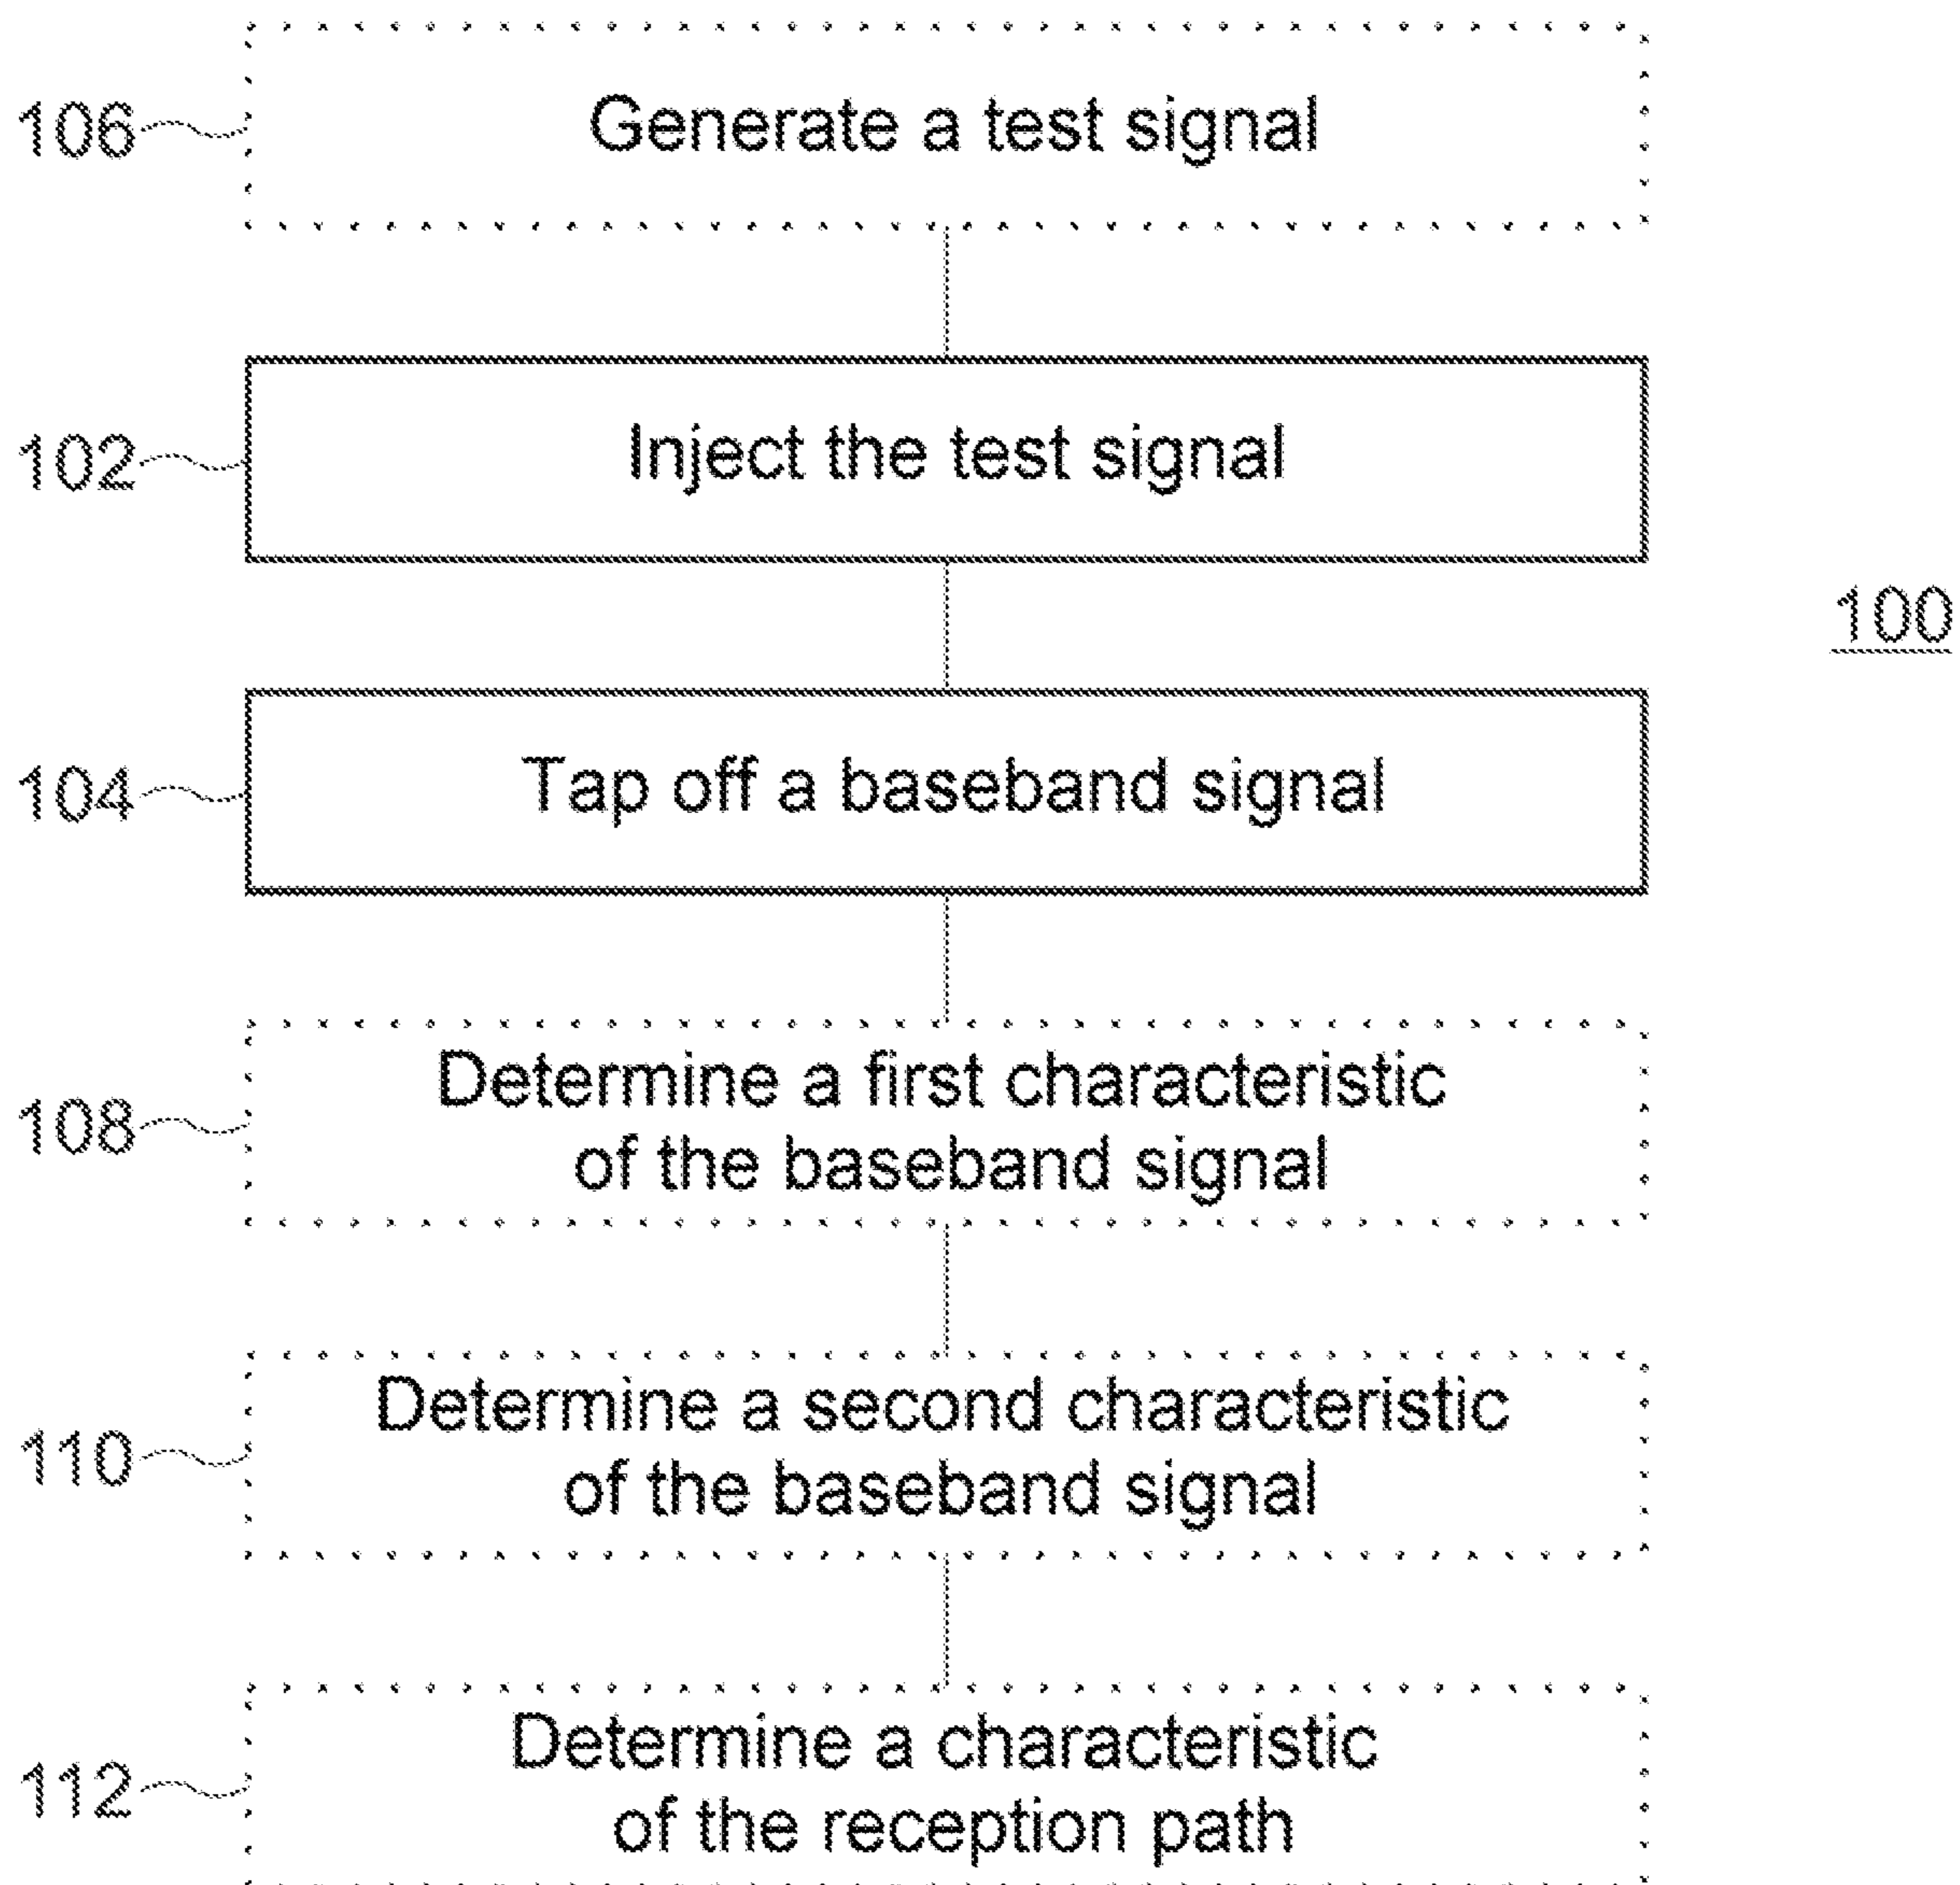 106
Generate a test signal
102
Inject the test signal
100
104
Tap off a baseband signal
108
Determine a first characteristic
of the baseband signal
110
Determine a second characteristic
of the baseband signal
112
Determine a characteristic
of the reception path